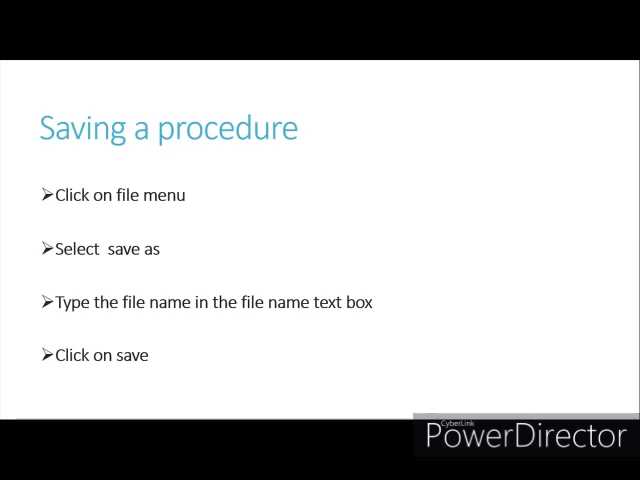 Saving a procedure
➢Click on file menu
➢Select save as
➢Type the file name in the file name text box
➢Click on save
CyberLink
PowerDirector